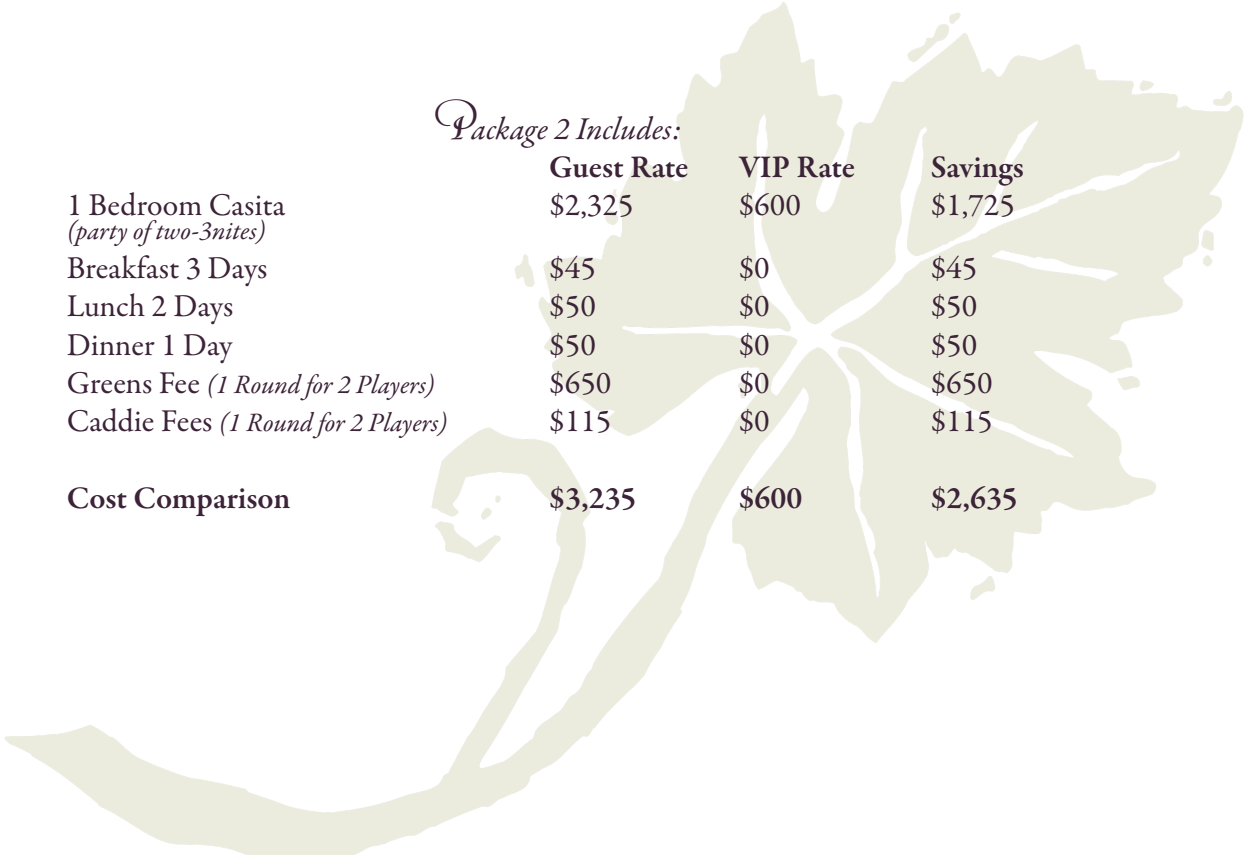 Package 2 Includes:
Guest Rate VIP Rate Savings
1 Bedroom Casita $2,325 $600 $1,725
(party of two-3nites)
Breakfast 3 Days $45 $0 $45
Lunch 2 Days $50 $0 $50
Dinner 1 Day $50 $0 $50
Greens Fee (1 Round for 2 Players) $650 $0 $650
Caddie Fees (1 Round for 2 Players) $115 $0 $115
Cost Comparison $3,235 $600 $2,635